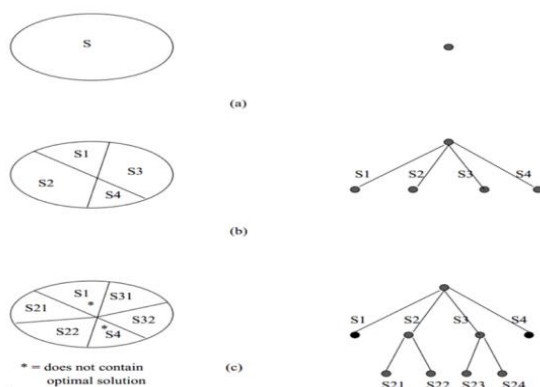 S
(a)
S1
S2
S3
S4
S1
S2
S3
S4
(b)
S1
*
S31
S21
S32
S22
*
S4
* = does not contain
optimal solution
(c)
S1
S2
S3
S4
S21
S22
S23
S24